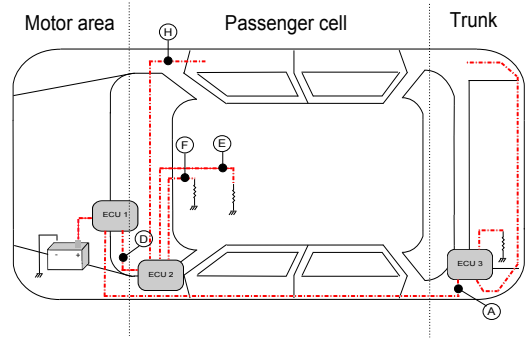 Motor area Passenger cell Trunk
H
F E
ECU 1
D
ECU 2
ECU 3
- +
A